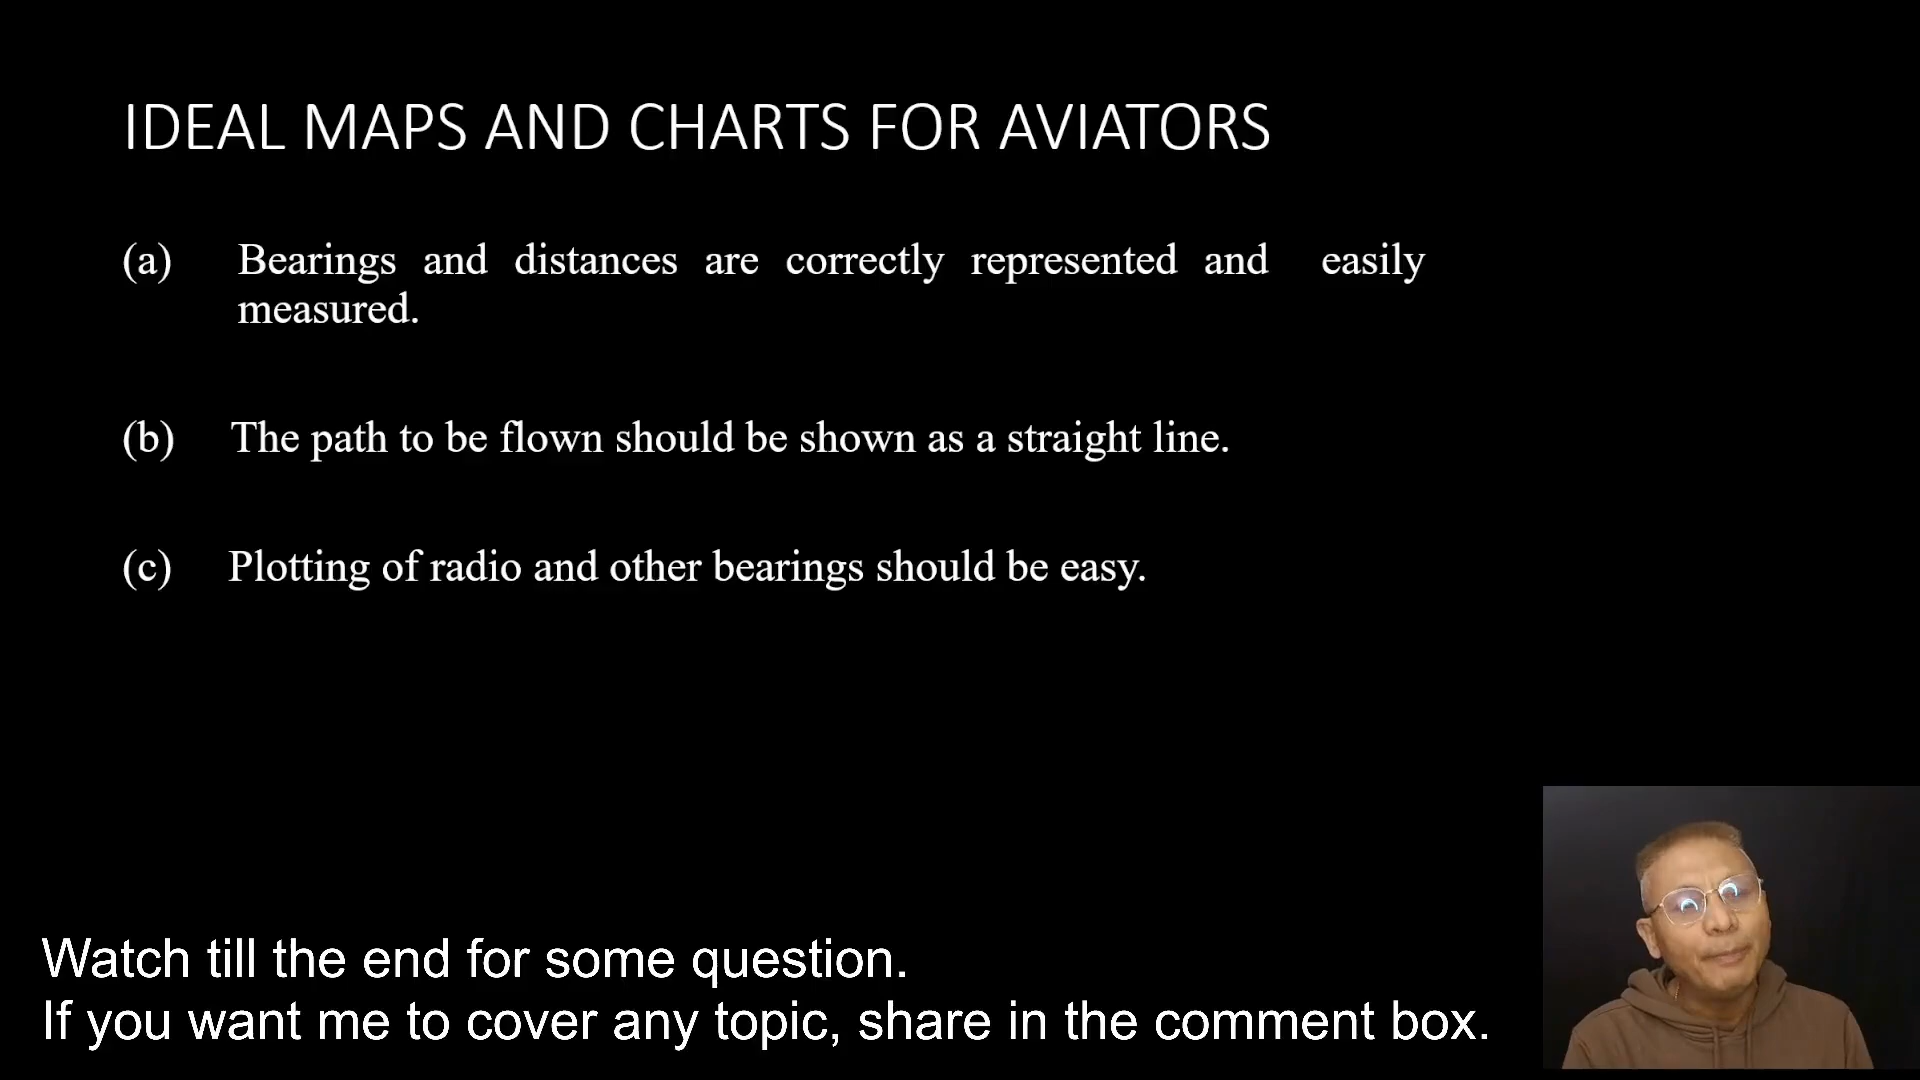 IDEAL MAPS AND CHARTS FOR AVIATORS
(a) Bearings and distances are correctly represented and easily
measured.
(b) The path to be flown should be shown as a straight line.
(c) Plotting of radio and other bearings should be easy.
Watch till the end for some question.
If you want me to cover any topic, share in the comment box.